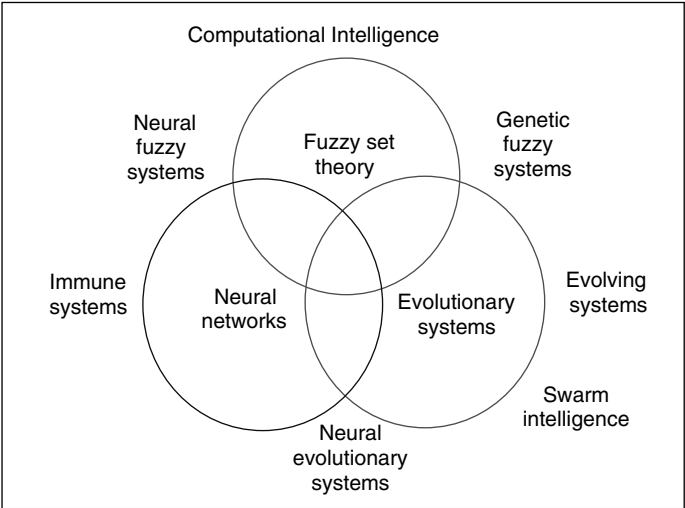 Computational Intelligence
Neural
fuzzy
systems
Fuzzy set
theory
Genetic
fuzzy
systems
Immune
systems
Neural
networks
Evolutionary
systems
Evolving
systems
Swarm
intelligence
Neural
evolutionary
systems